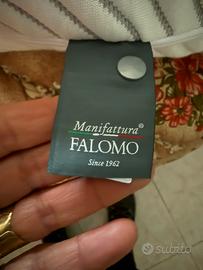 Manifattura
FALOMO
Since 1962
subito